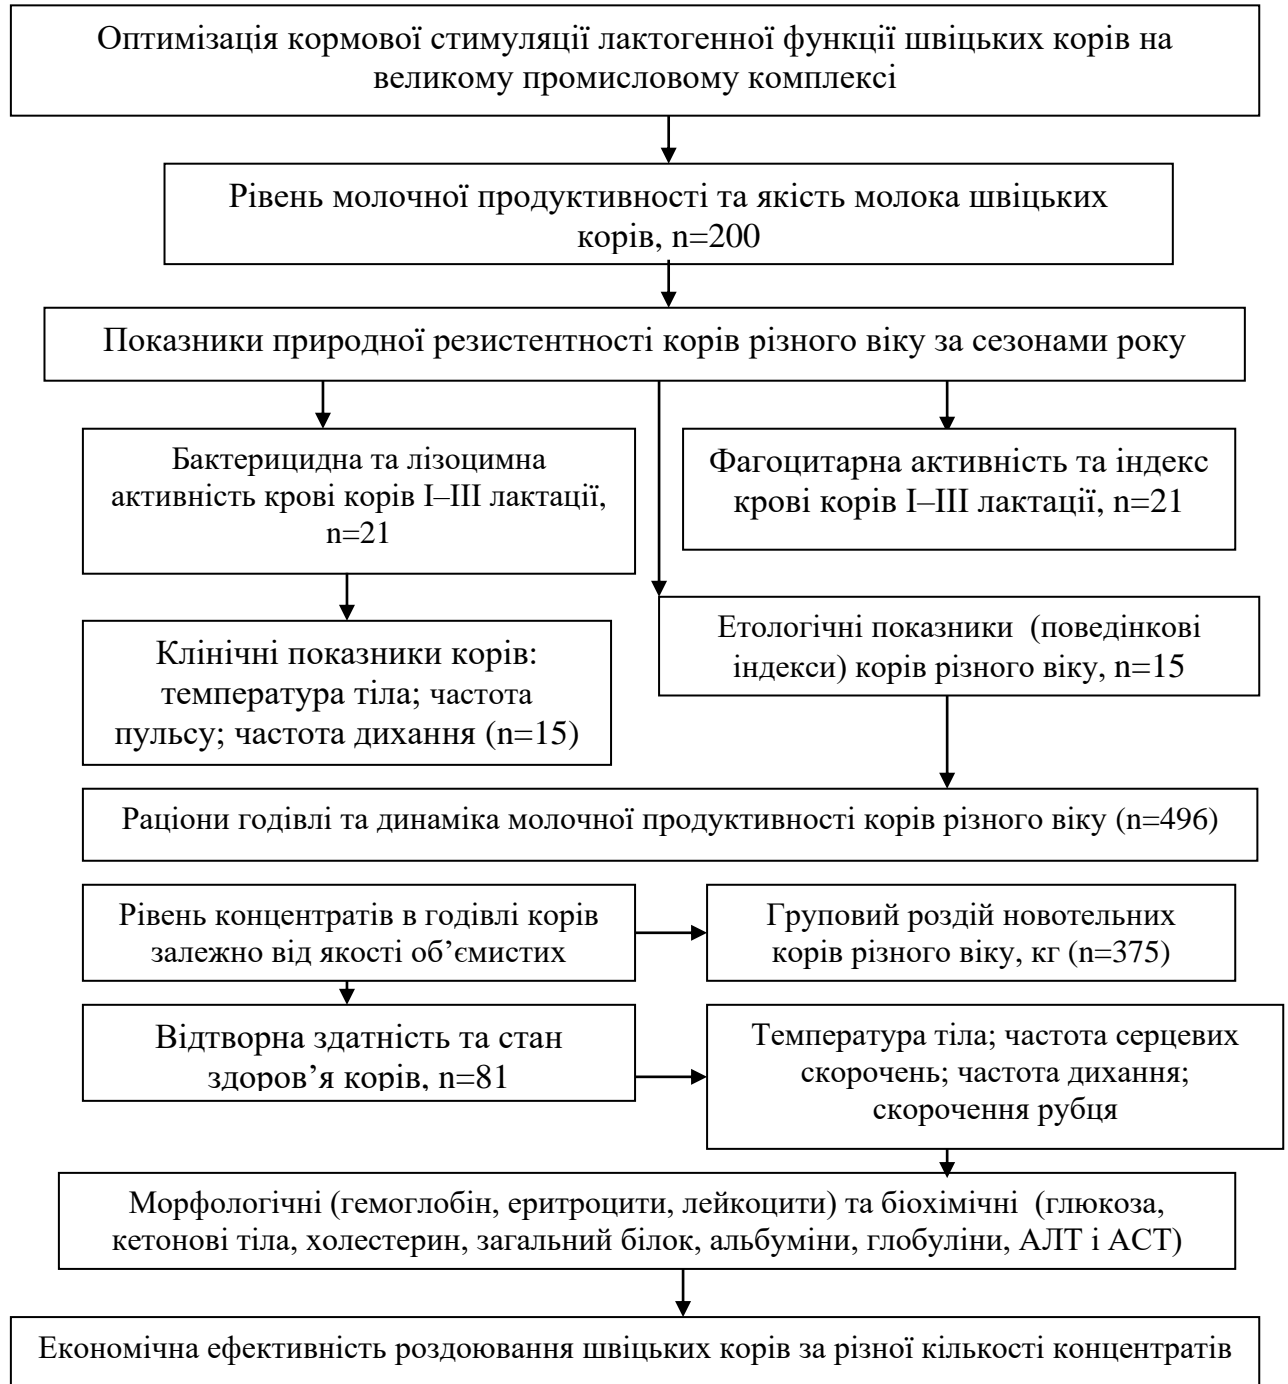 Оптимізація кормової стимуляції лактогенної функції швіцьких корів на
великому промисловому комплексі
Рівень молочної продуктивності та якість молока швіцьких
корів, n=200
Показники природної резистентності корів різного віку за сезонами року
Бактерицидна та лізоцимна
активність крові корів І–ІІІ лактації,
n=21
Фагоцитарна активність та індекс
крові корів І–ІІІ лактації, n=21
Клінічні показники корів:
температура тіла; частота
пульсу; частота дихання (n=15)
Етологічні показники (поведінкові
індекси) корів різного віку, n=15
Раціони годівлі та динаміка молочної продуктивності корів різного віку (n=496)
Рівень концентратів в годівлі корів
залежно від якості об’ємистих
Груповий роздій новотельних
корів різного віку, кг (n=375)
Відтворна здатність та стан
здоров’я корів, n=81
Температура тіла; частота серцевих
скорочень; частота дихання;
скорочення рубця
Морфологічні (гемоглобін, еритроцити, лейкоцити) та біохімічні (глюкоза,
кетонові тіла, холестерин, загальний білок, альбуміни, глобуліни, АЛТ і АСТ)
Економічна ефективність роздоювання швіцьких корів за різної кількості концентратів